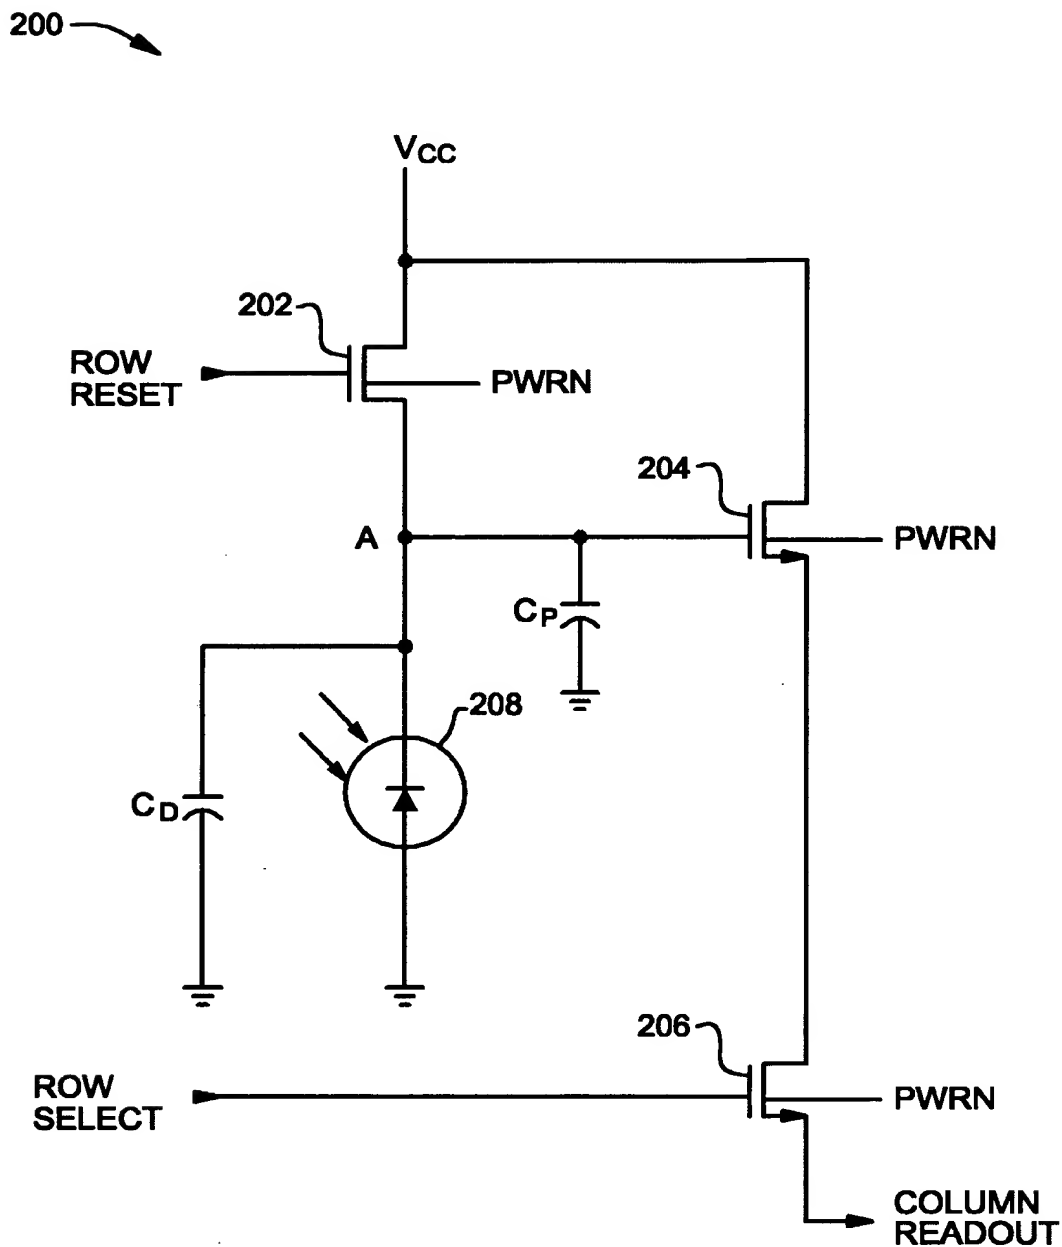 200
VCC
202
ROW
RESET
PWRN
204
PWRN
A
CP
208
CD
206
ROW
SELECT
PWRN
COLUMN
READOUT